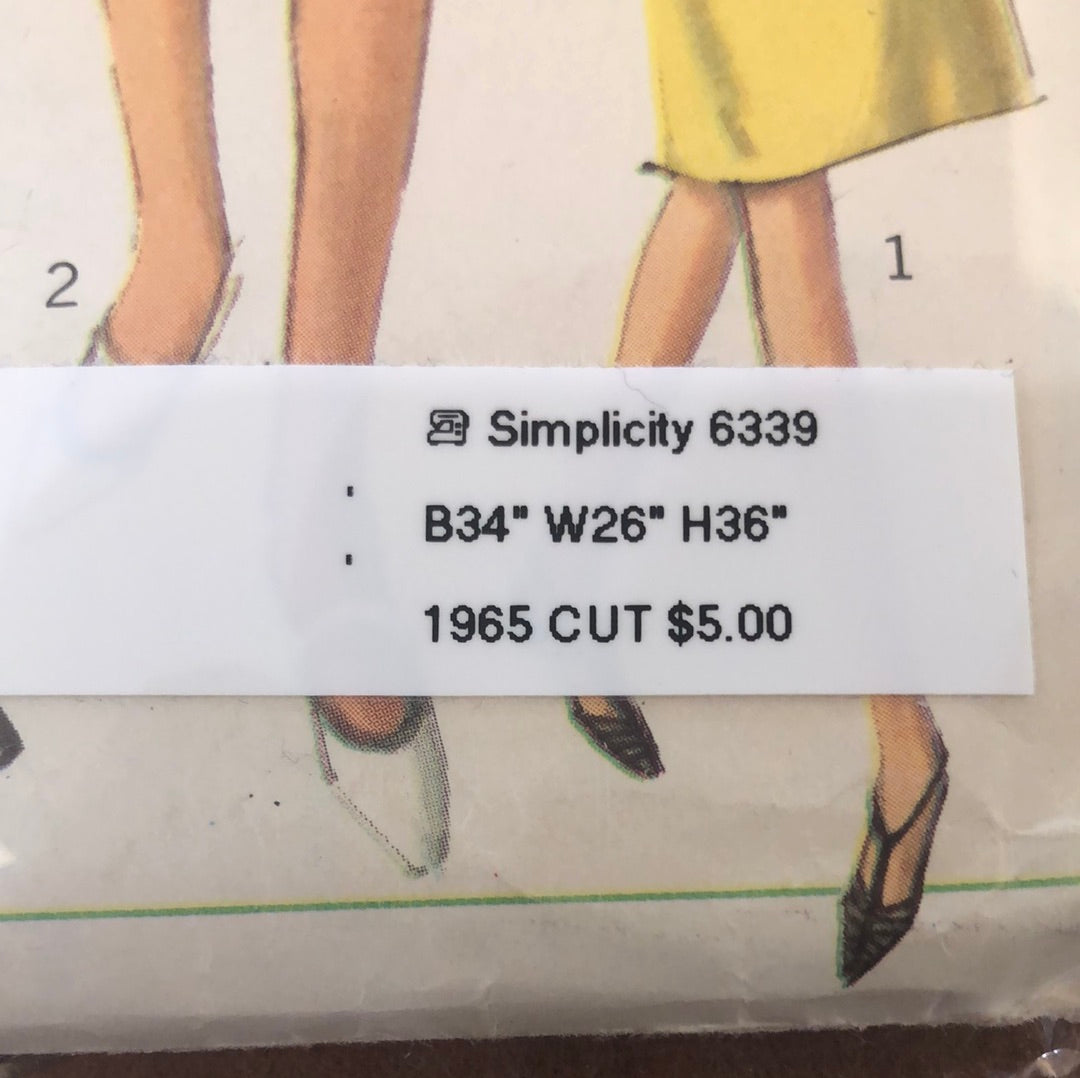 2
1
Simplicity 6339
B34" W26" H36"
1965 CUT $5.00